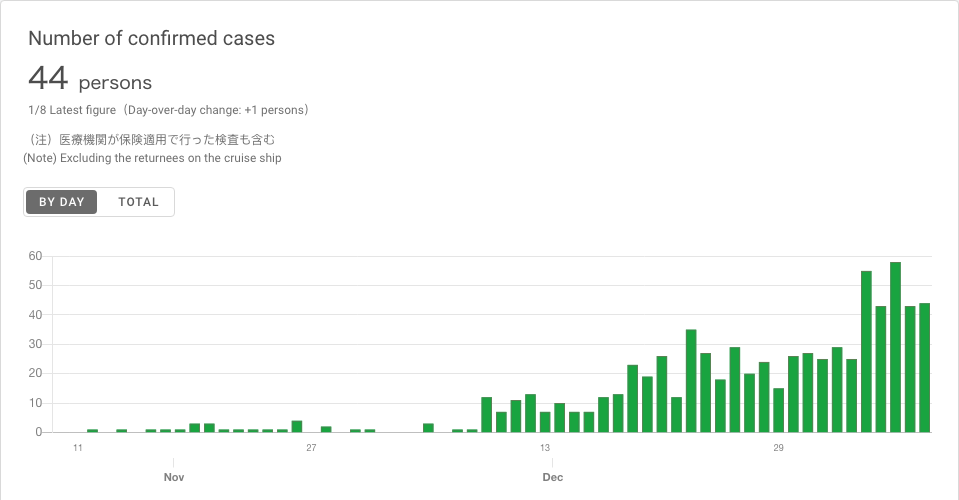 Number of confirmed cases
44 persons
1/8 Latest figure（Day-over-day change: +1 persons）
（注）医療機関が保険適用で行った検査も含む
(Note) Excluding the returnees on the cruise ship
BY DAY TOTAL
60
50
40
30
20
10
0
11 27 13 29
Nov Dec